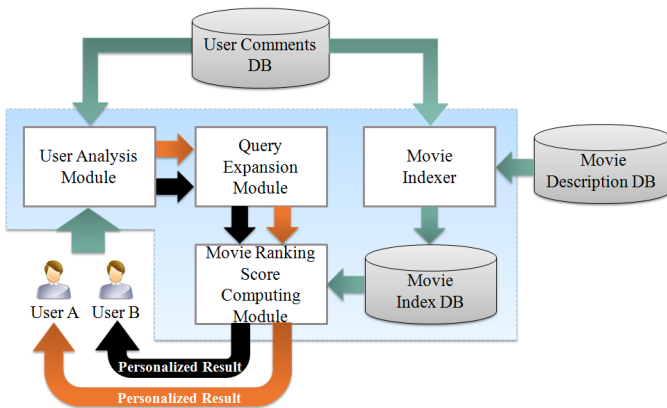 User Comments
DB
User Analysis
Module
Query
Expansion
Module
Movie
Indexer
Movie
Description DB
Movie Ranking
Score
Computing
Module
Movie
Index DB
User A
User B
Personalized Result
Personalized Result